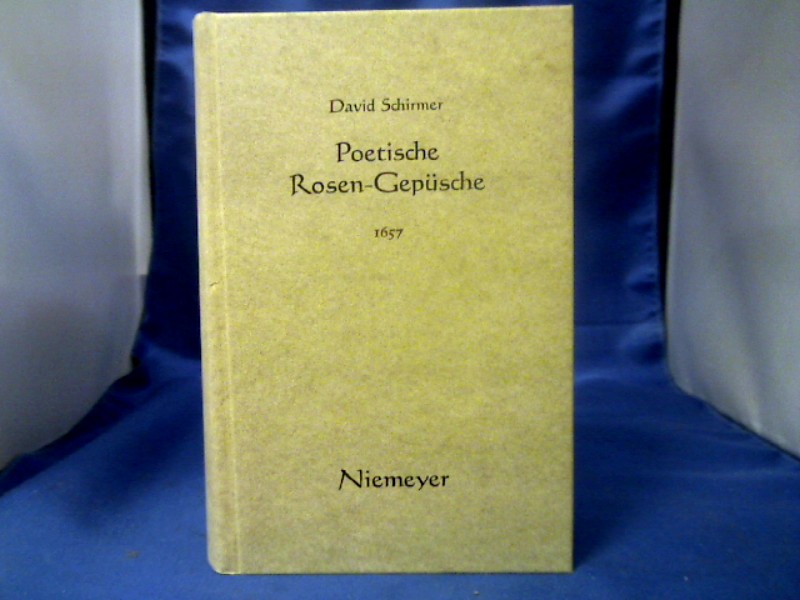 David Schirmer
Poetische
Rosen-Gepüsche
1657
Niemeyer